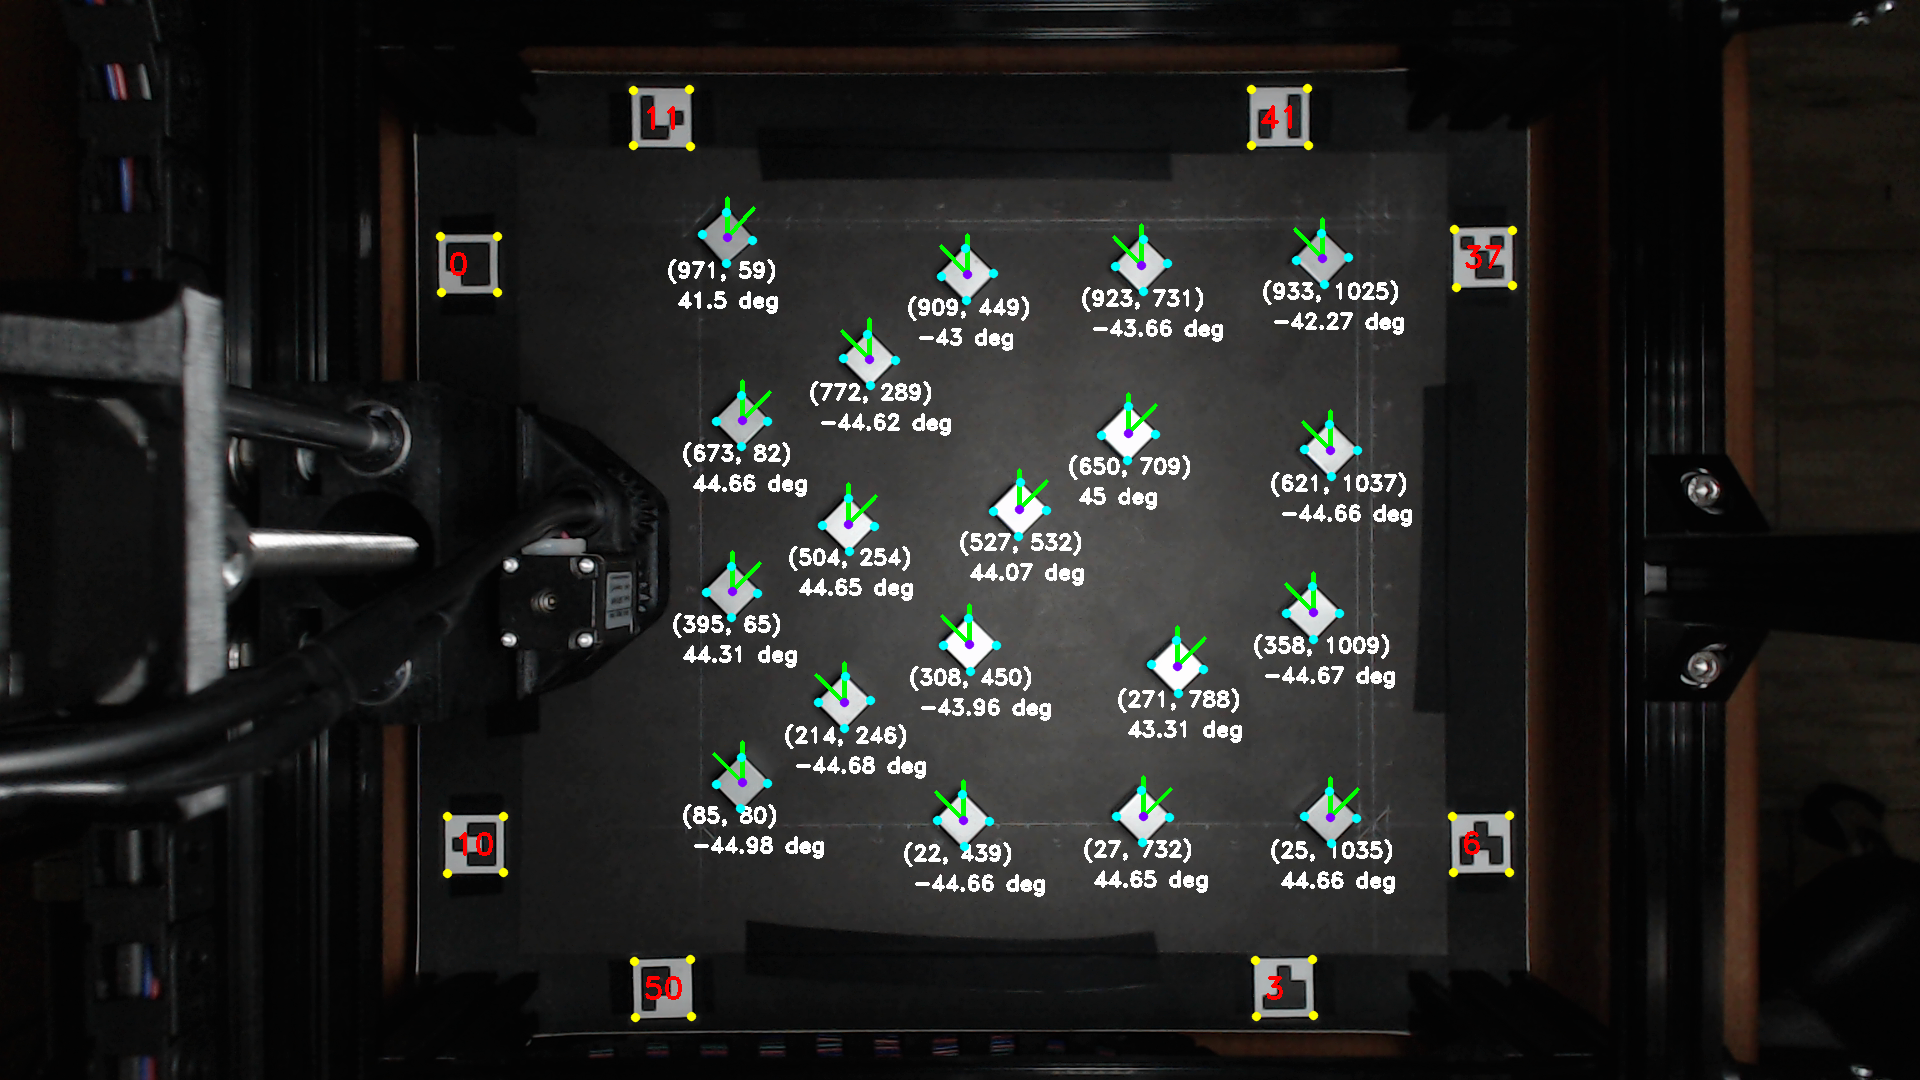 11
41
0
37
(971, 59)
41.5 deg
(909, 449)
-43 deg
(923, 731)
-43.66 deg
(933, 1025)
-42.27 deg
(772, 289)
-44.62 deg
(673, 82)
44.66 deg
(650, 709)
45 deg
(621, 1037)
-44.66 deg
(504, 254)
44.65 deg
(527, 532)
44.07 deg
(395, 65)
44.31 deg
(308, 450)
-43.96 deg
(358, 1009)
-44.67 deg
(271, 788)
43.31 deg
(214, 246)
-44.68 deg
(85, 80)
-44.98 deg
(22, 439)
-44.66 deg
(27, 732)
44.65 deg
(25, 1035)
44.66 deg
10
6
50
3